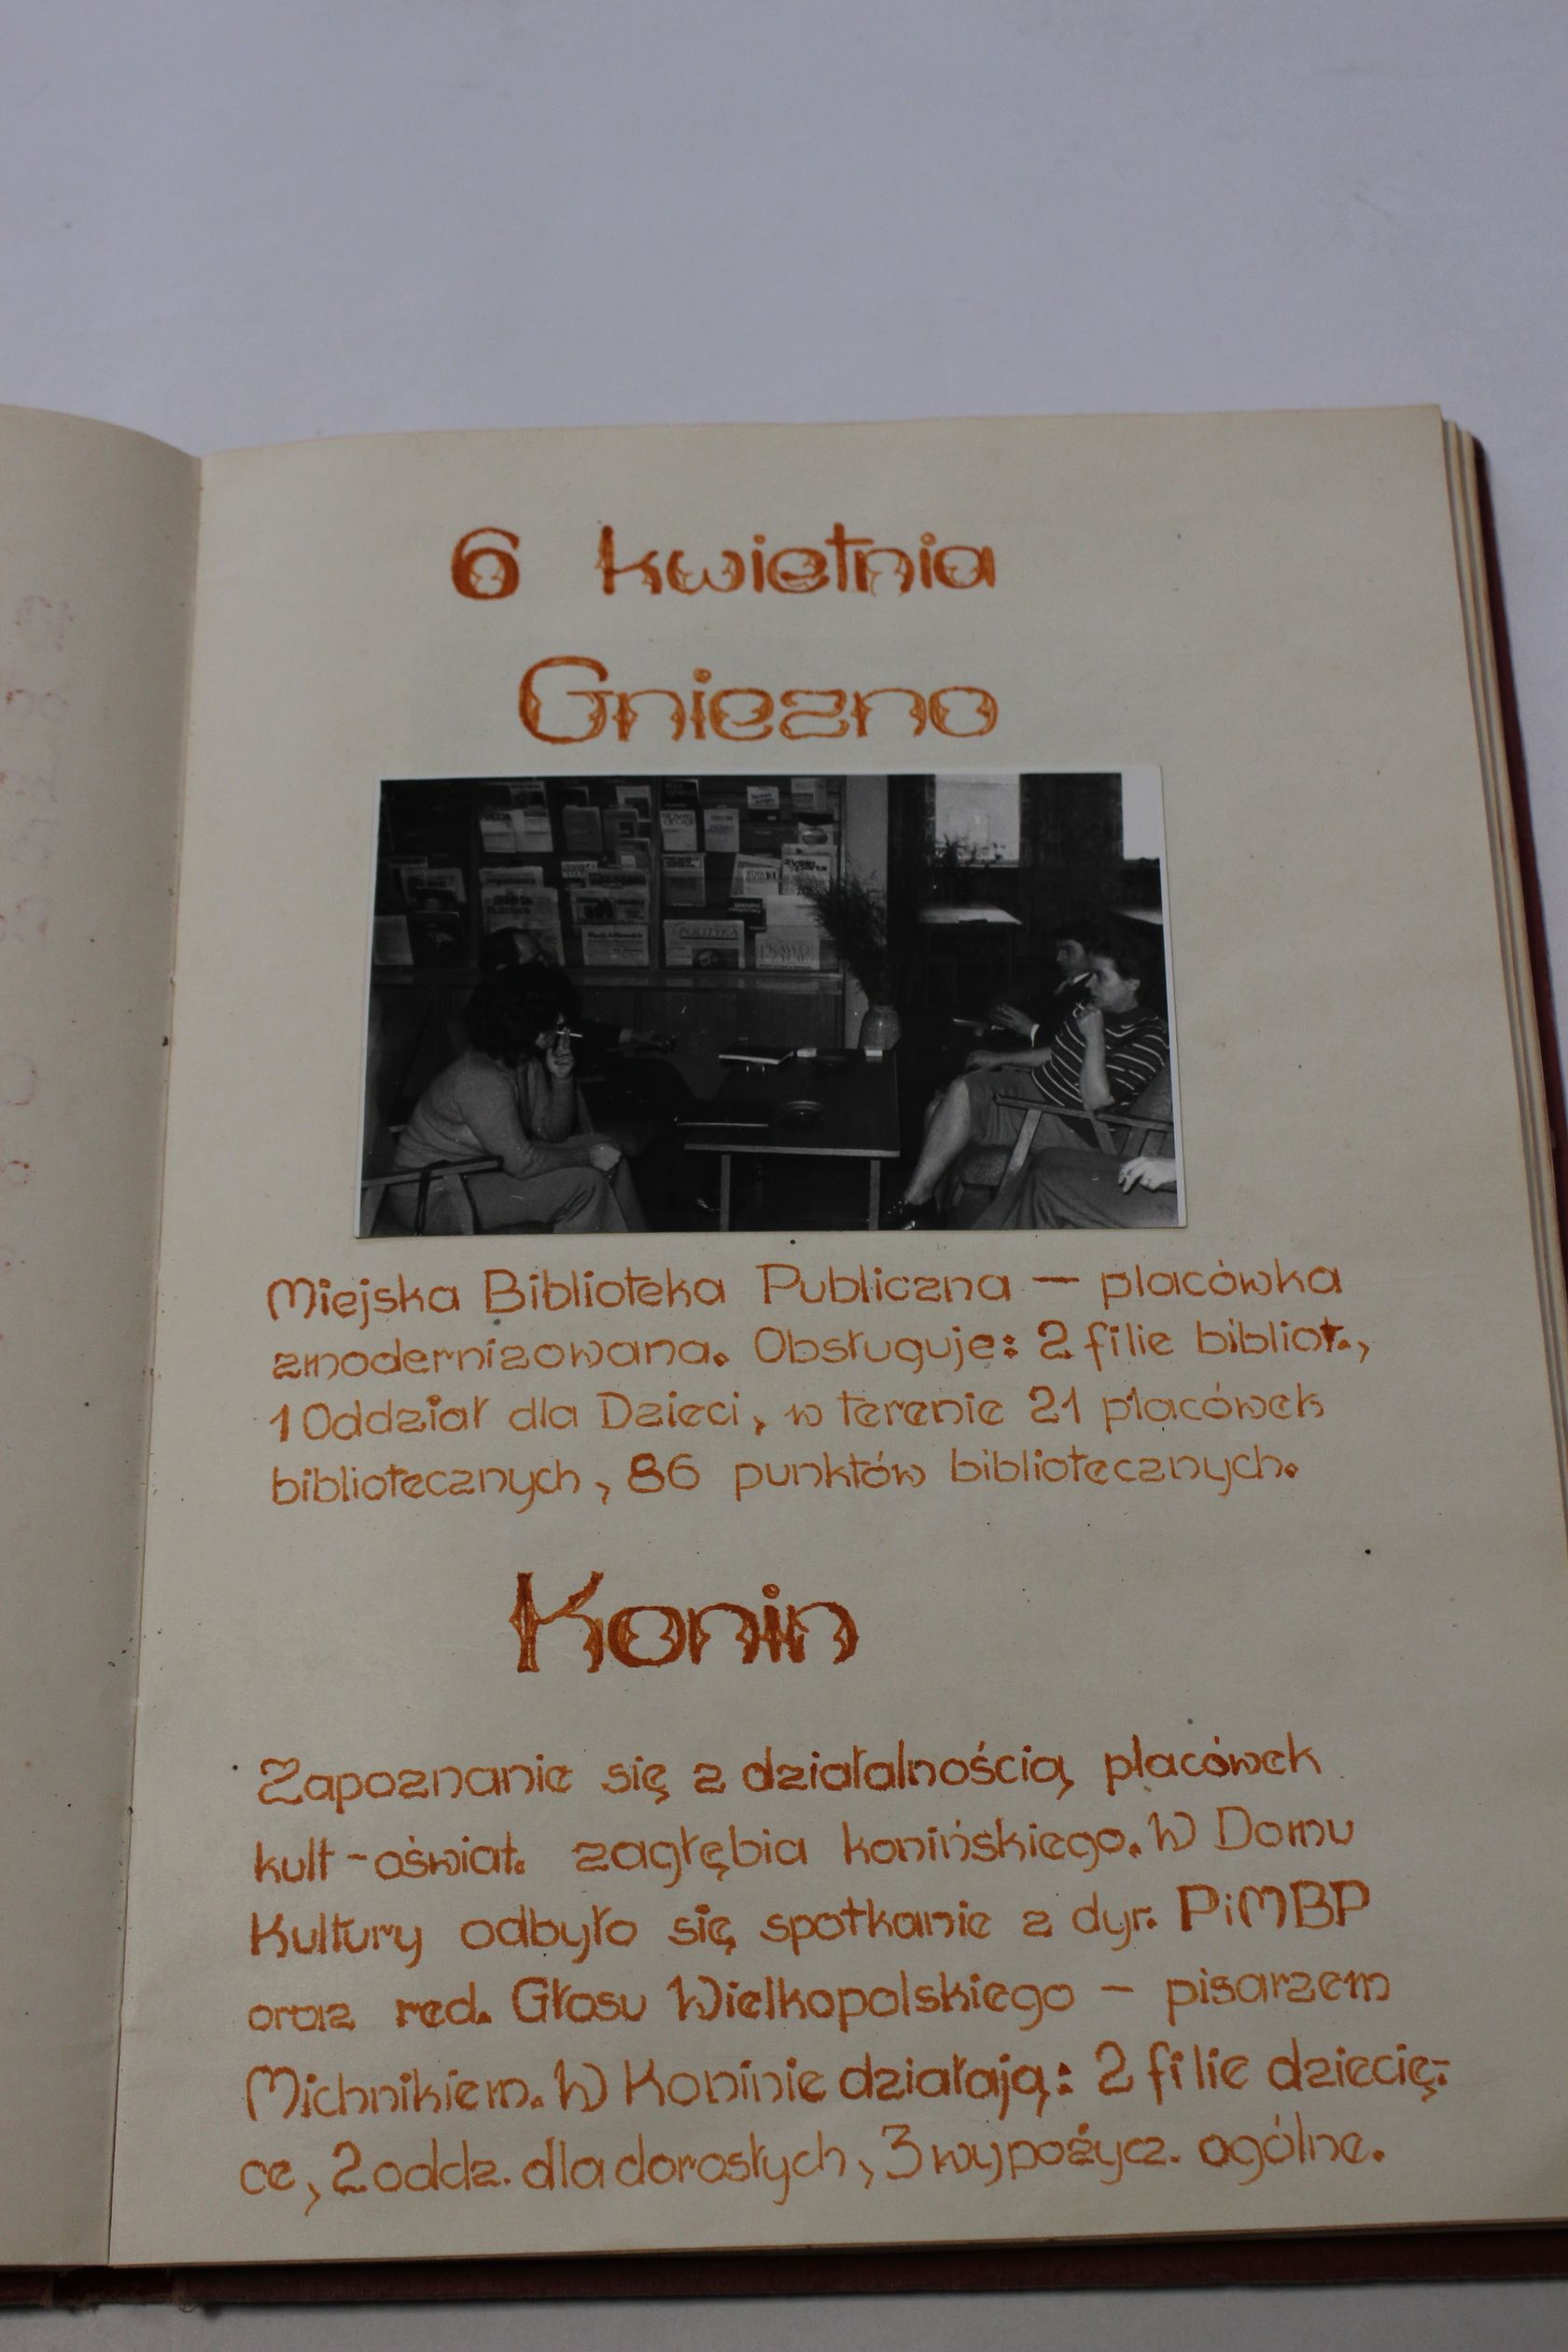 6 kwietnia
Gniezno
POLITYKA
PRAWO
Miejska Biblioteka Publiczna — placówka
zmodernizowana. Obsługuje: 2 filie bibliot.,
1 Oddział dla Dzieci, w terenie 21 placówek
bibliotecznych, 86 punktów bibliotecznych.
Konin
Zapoznanie się z działalnością placówek
kult-oświat. zagłębia konińskiego. W Domu
Kultury odbyło się spotkanie z dyr. PiMBP
oraz red. Głosu Wielkopolskiego - pisarzem
Michnikiem. W Koninie działają: 2 filie dziecię-
ce, 2 oddz. dla dorosłych, 3 wypożycz. ogólne.